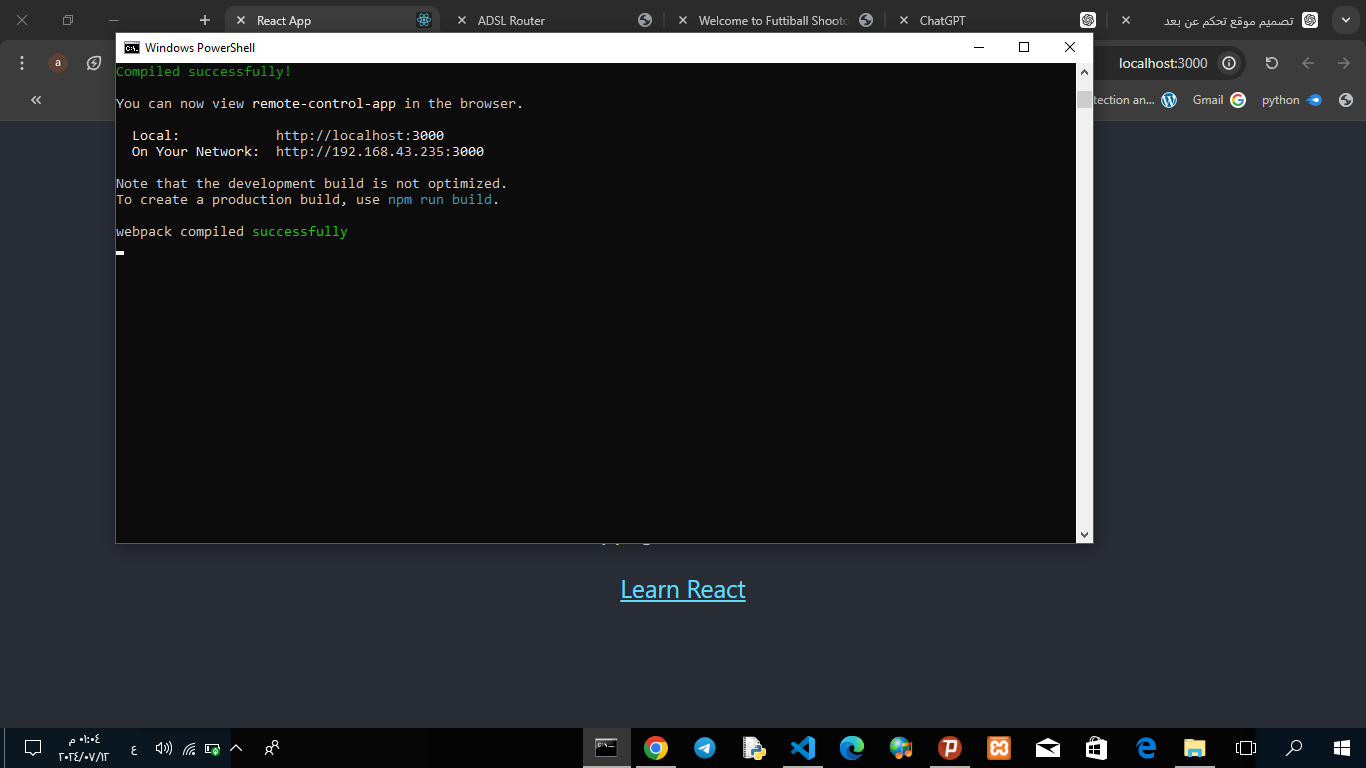 React App
ADSL Router
Welcome to Futtiball Shooto
ChatGPT
تصميم موقع تحكم عن بعد
Windows PowerShell
a
localhost:3000
tection an...
Gmail
python
Compiled successfully!
You can now view remote-control-app in the browser.
Local: http://localhost:3000
On Your Network: http://192.168.43.235:3000
Note that the development build is not optimized.
To create a production build, use npm run build.
webpack compiled successfully
Learn React
٠١:٠٤ م
ع
٢٠٢٤/٠٧/١٢